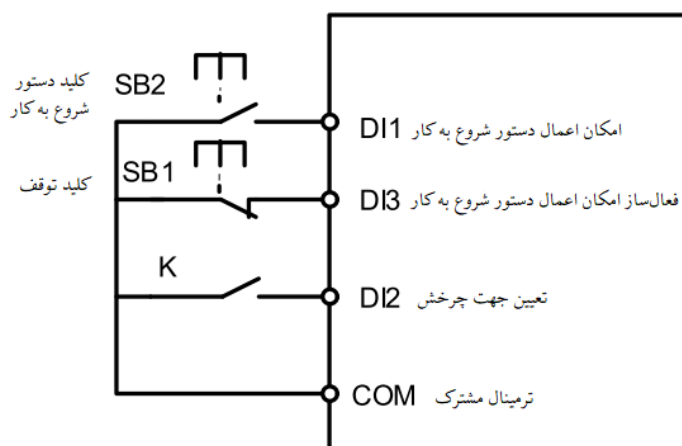 SB2
کلید دستور
شروع به کار
DI1 امکان اعمال دستور شروع به کار
SB1
کلید توقف
DI3 فعال‌ساز امکان اعمال دستور شروع به کار
K
DI2 تعیین جهت چرخش
COM ترمینال مشترک